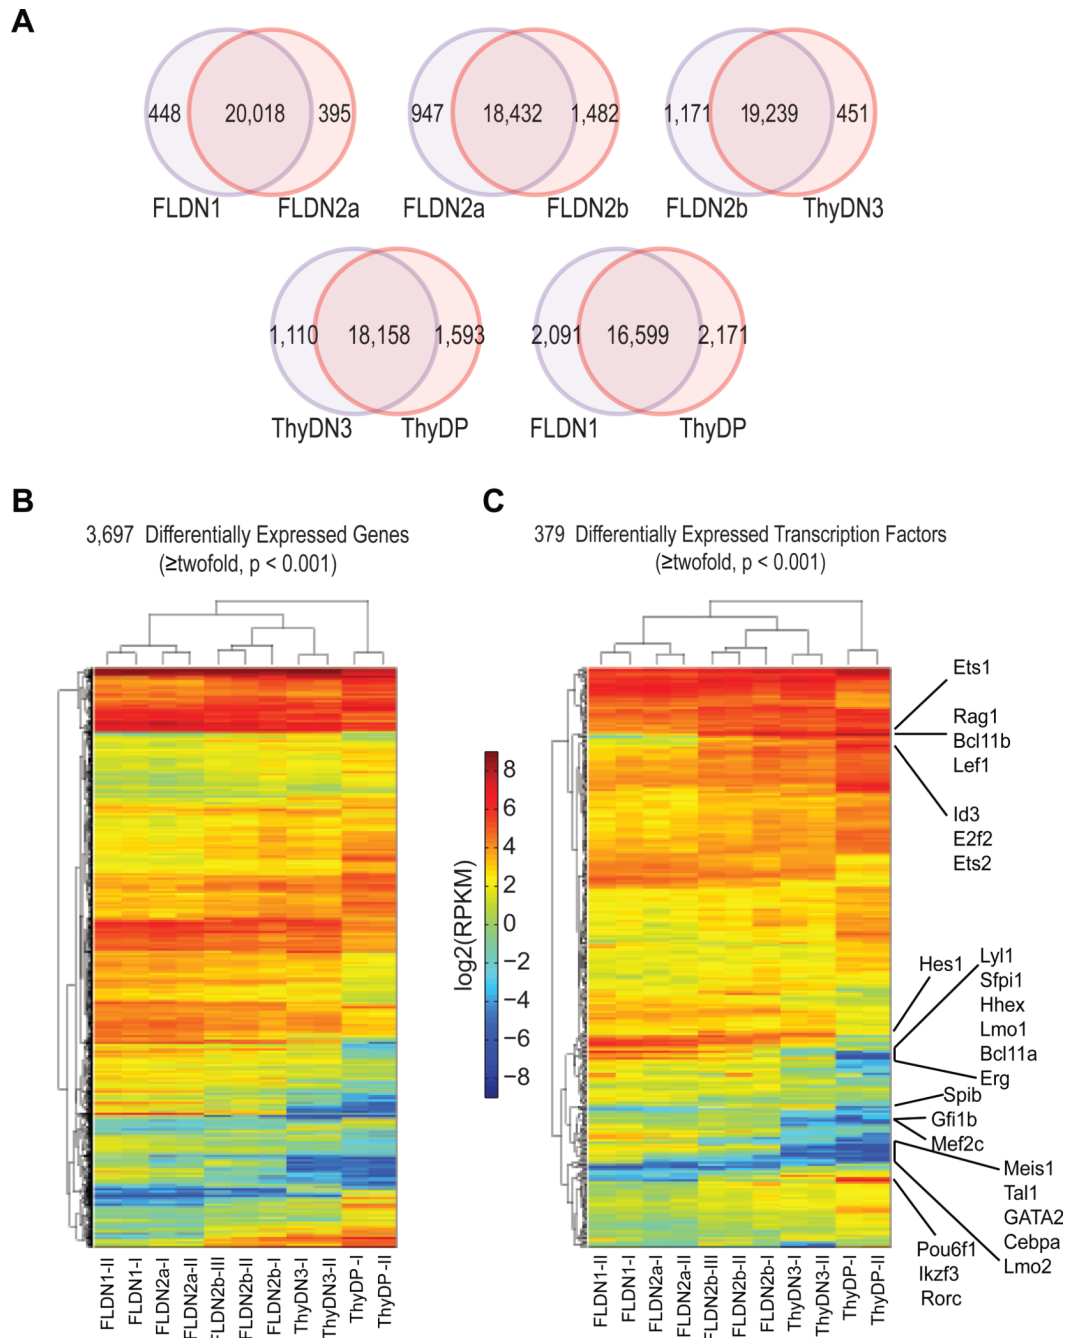 A
448 20,018 395
FLDN1 FLDN2a
947 18,432 1,482
FLDN2a FLDN2b
1,171 19,239 451
FLDN2b ThyDN3
1,110 18,158 1,593
ThyDN3 ThyDP
2,091 16,599 2,171
FLDN1 ThyDP
B
3,697 Differentially Expressed Genes
(≥twofold, p < 0.001)
FLDN1-II
FLDN1-I
FLDN2a-I
FLDN2a-II
FLDN2b-III
FLDN2b-II
FLDN2b-I
ThyDN3-I
ThyDN3-II
ThyDP-I
ThyDP-II
log2(RPKM)
8
6
4
2
0
−2
−4
−6
−8
C
379 Differentially Expressed Transcription Factors
(≥twofold, p < 0.001)
Ets1
Rag1
Bcl11b
Lef1
Id3
E2f2
Ets2
Hes1
Lyl1
Sfpi1
Hhex
Lmo1
Bcl11a
Erg
Spib
Gfi1b
Mef2c
Meis1
Tal1
GATA2
Cebpa
Lmo2
Pou6f1
Ikzf3
Rorc
FLDN1-II
FLDN1-I
FLDN2a-I
FLDN2a-II
FLDN2b-III
FLDN2b-II
FLDN2b-I
ThyDN3-I
ThyDN3-II
ThyDP-I
ThyDP-II